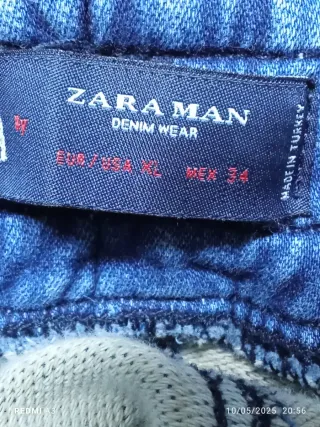 ZARA MAN
DENIM WEAR
EUR/USA XL MEX 34
MADE IN TURKEY
REDMI
10/05/2025 20:56